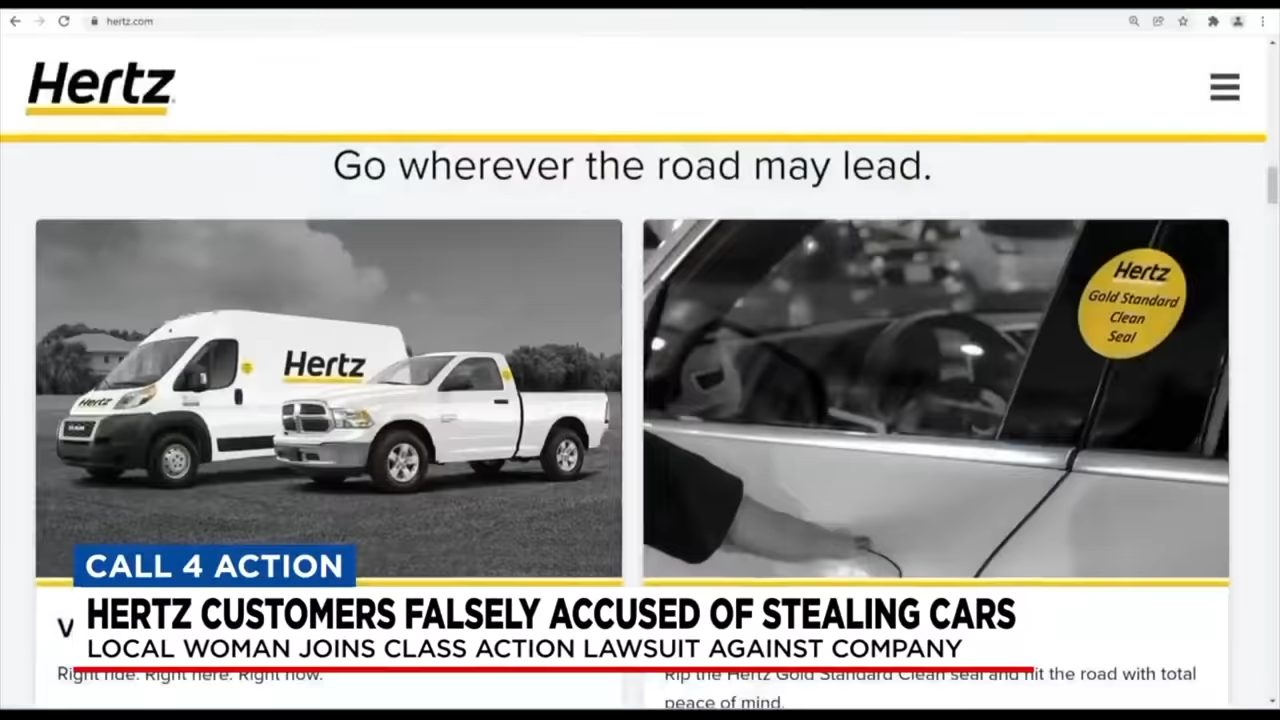 hertz.com
Hertz
Go wherever the road may lead.
Hertz
Hertz
RAM
Hertz
Gold Standard
Clean
Seal
CALL 4 ACTION
HERTZ CUSTOMERS FALSELY ACCUSED OF STEALING CARS
LOCAL WOMAN JOINS CLASS ACTION LAWSUIT AGAINST COMPANY
V
Right ride. Right here. Right now.
Rip the Hertz Gold Standard Clean seal and hit the road with total
peace of mind.